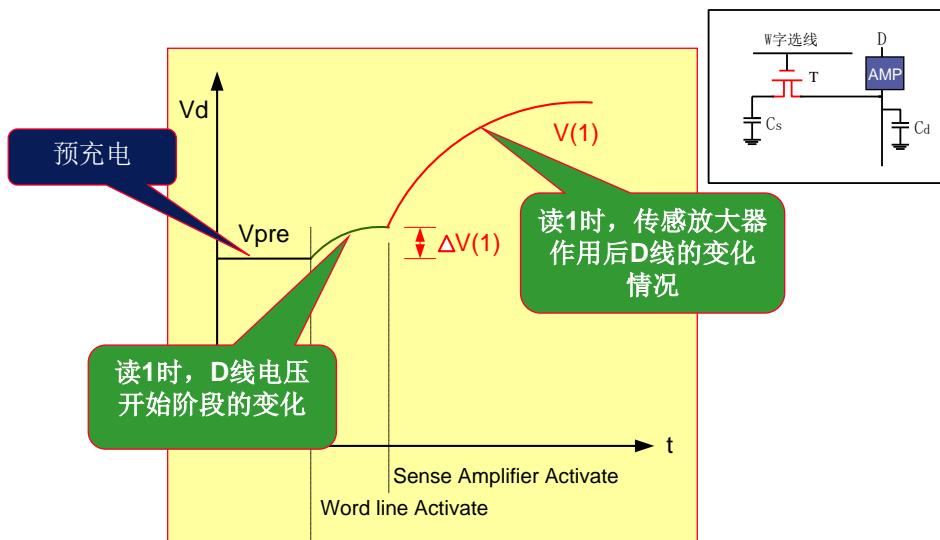 W字选线
D
T
AMP
Cs
Cd
Vd
预充电
V(1)
Vpre
ΔV(1)
读1时，传感放大器
作用后D线的变化
情况
读1时，D线电压
开始阶段的变化
t
Sense Amplifier Activate
Word line Activate